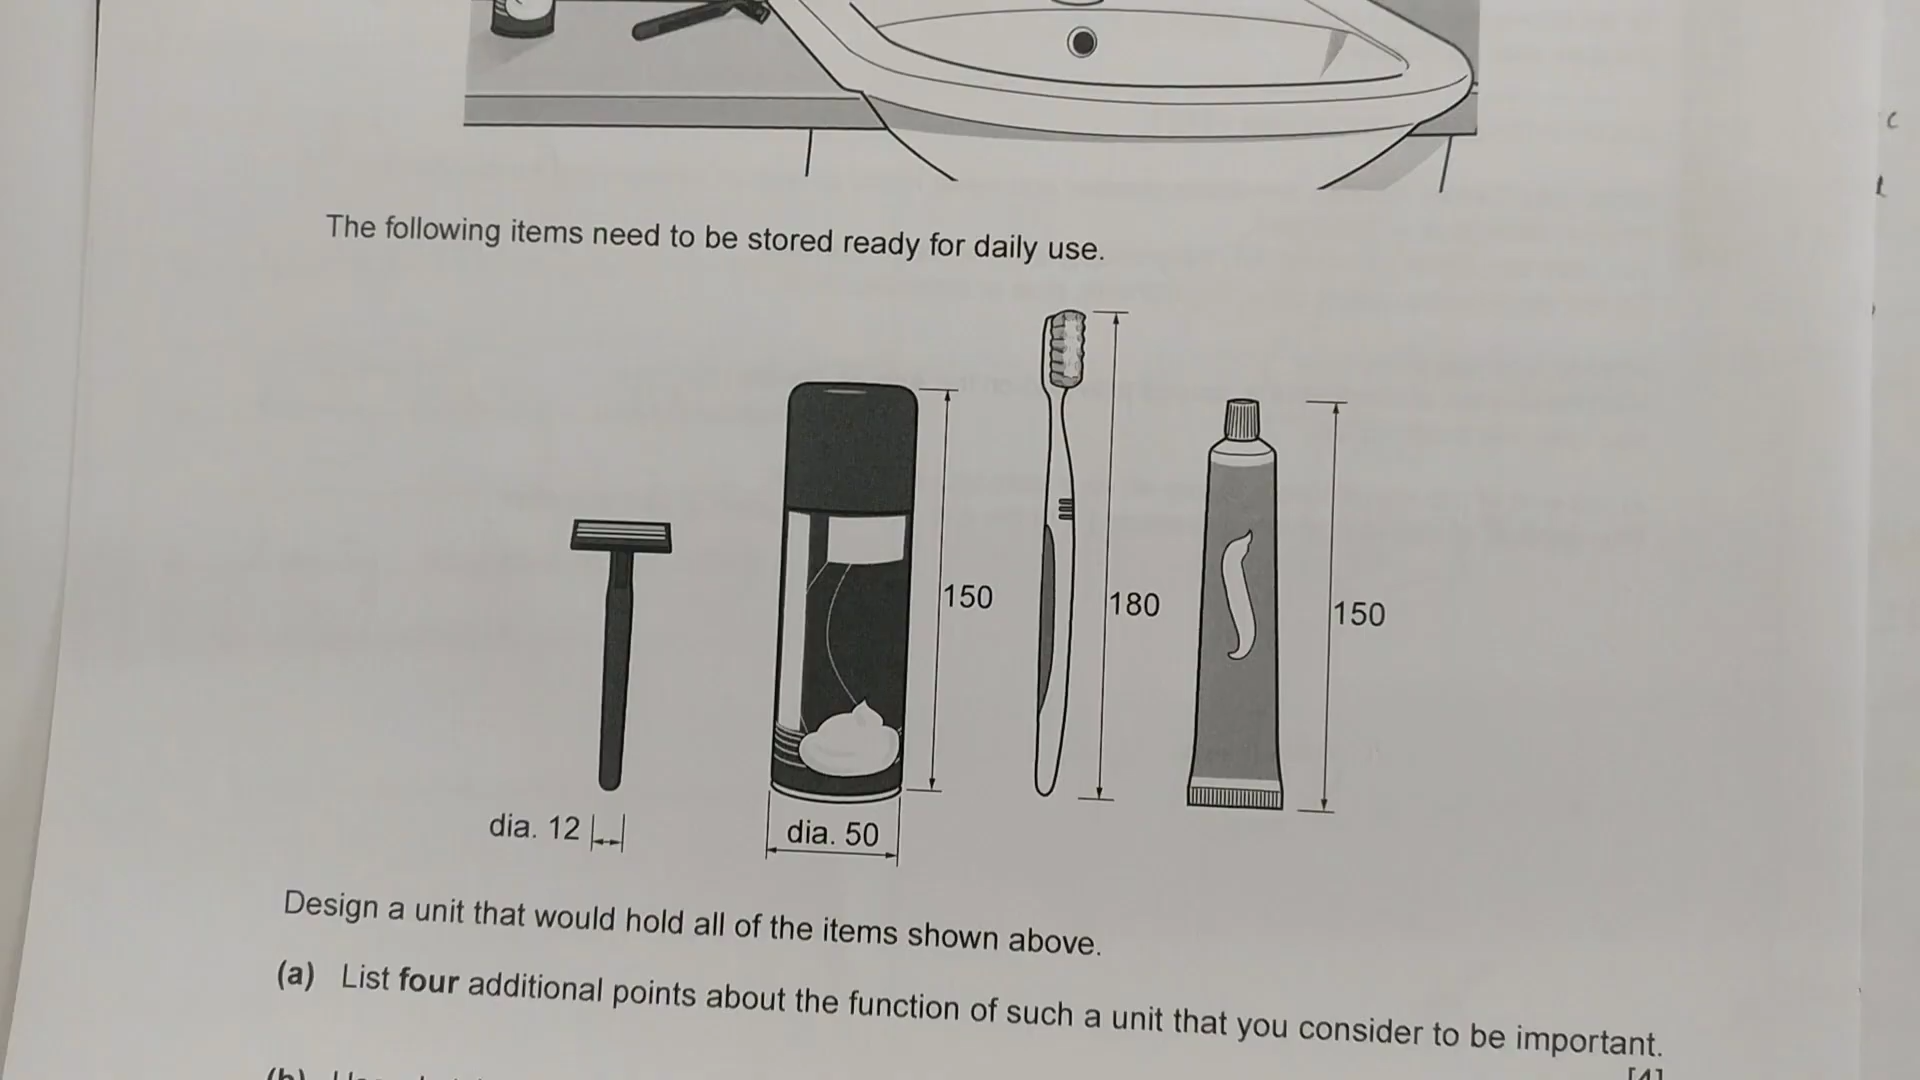 The following items need to be stored ready for daily use.
150
180
150
dia. 12
dia. 50
Design a unit that would hold all of the items shown above.
(a) List four additional points about the function of such a unit that you consider to be important.
[4]
(b)